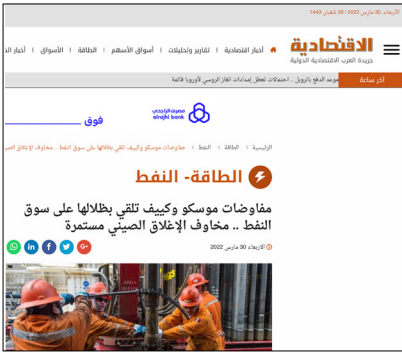 الأربعاء, 30 مارس 2022 | 26 شعبان 1443
الاقتصادية
جريدة العرب الاقتصادية الدولية
أخبار اقتصادية | تقارير وتحليلات | أسواق الأسهم | الطاقة | الأسواق | أخبار
آخر ساعة
موعد الدفع بالروبل .. احتمالات تعطل إمدادات الغاز الروسي لأوروبا قائمة
مصرف الراجحي
alrajhi bank
فوق
الرئيسية > الطاقة > النفط > مفاوضات موسكو وكييف تلقي بظلالها على سوق النفط .. مخاوف الإغلاق
الطاقة- النفط
مفاوضات موسكو وكييف تلقي بظلالها على سوق
النفط .. مخاوف الإغلاق الصيني مستمرة
الأربعاء 30 مارس 2022